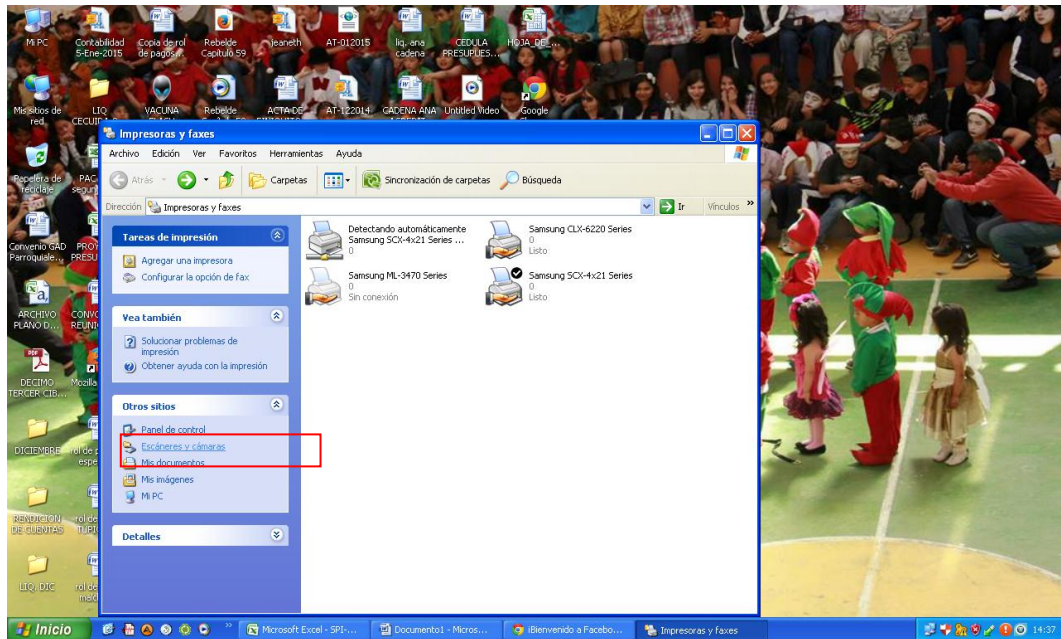 Mi PC
Contabilidad
5-Ene-2015
Copia de rol
de pagos...
Rebelde
Capitulo 59
jeaneth
AT-012015
liq. ana
cadena
CEDULA
PRESUPUES...
HOJA_DE_...
Mis sitios de
red
LIQ
VACUNA
Rebelde
ACTA DE
AT-122014
CADENA ANA
Untitled Video
Google
Papelera de
reciclaje
Convenio GAD
Parroquiale...
ARCHIVO
PLANO D...
DECIMO
TERCER CIB...
Mozilla
DICIEMBRE
RENDICION
DE CUENTAS
LIQ. DIC
Impresoras y faxes
Archivo Edición Ver Favoritos Herramientas Ayuda
Atrás Carpetas Sincronización de carpetas Búsqueda
Dirección Impresoras y faxes Ir Vínculos »
Tareas de impresión
Agregar una impresora
Configurar la opción de fax
Vea también
Solucionar problemas de
impresión
Obtener ayuda con la impresión
Otros sitios
Panel de control
Escáneres y cámaras
Mis documentos
Mis imágenes
Mi PC
Detalles
Detectando automáticamente
Samsung SCX-4x21 Series ...
0
Samsung CLX-6220 Series
0
Listo
Samsung ML-3470 Series
0
Sin conexión
Samsung SCX-4x21 Series
0
Listo
Inicio
Microsoft Excel - SPI-...
Documento1 - Micros...
¡Bienvenido a Facebo...
Impresoras y faxes
14:37